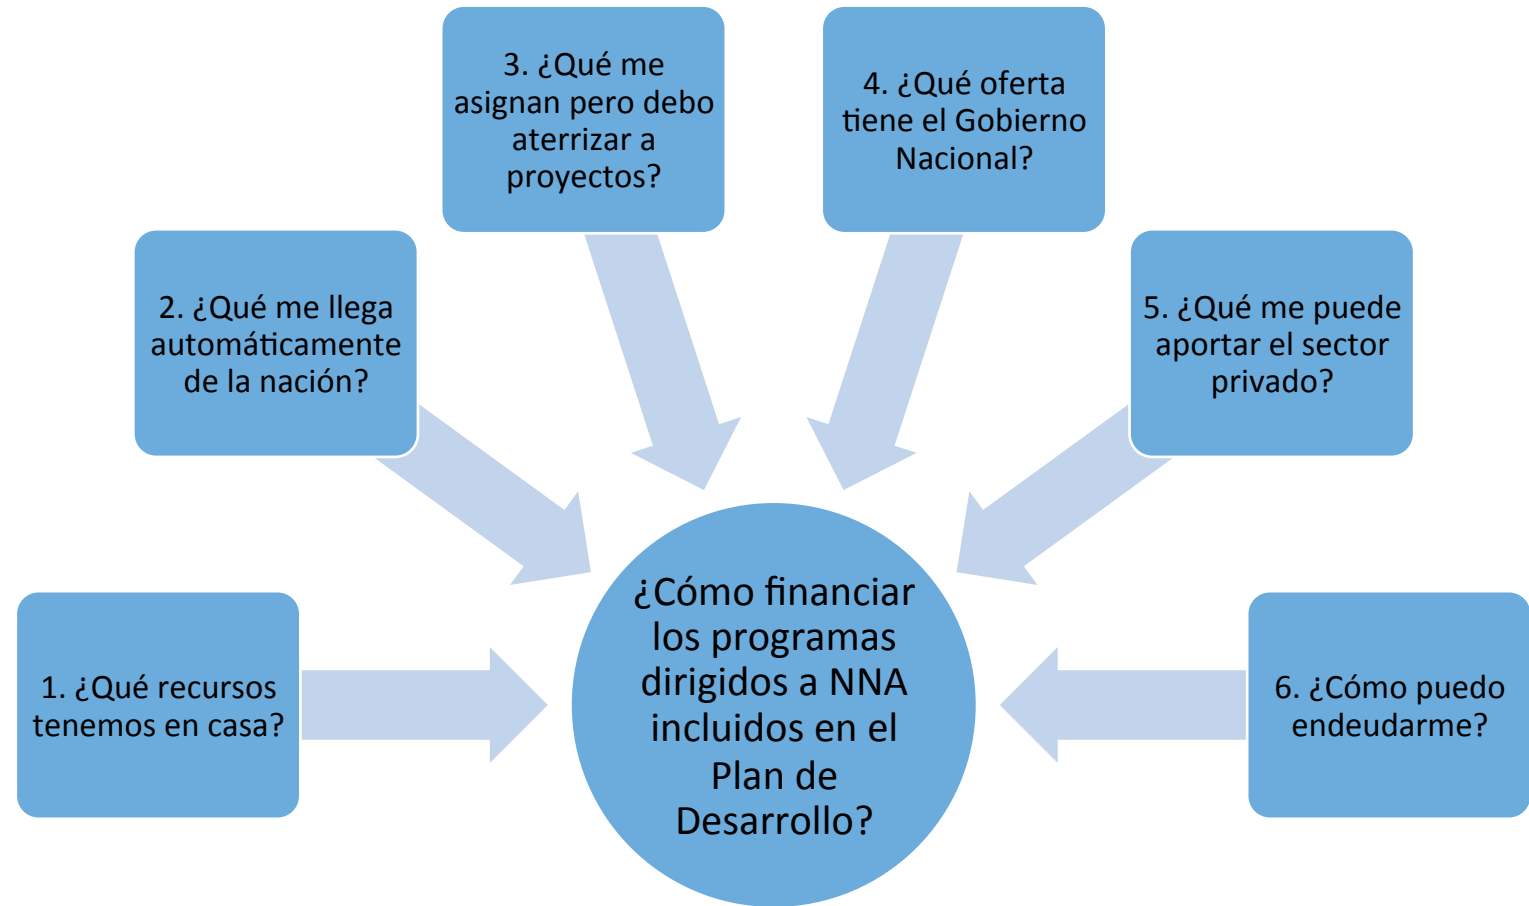 1. ¿Qué recursos
tenemos en casa?
2. ¿Qué me llega
automáticamente
de la nación?
3. ¿Qué me
asignan pero debo
aterrizar a
proyectos?
4. ¿Qué oferta
tiene el Gobierno
Nacional?
5. ¿Qué me puede
aportar el sector
privado?
6. ¿Cómo puedo
endeudarme?
¿Cómo financiar
los programas
dirigidos a NNA
incluidos en el
Plan de
Desarrollo?